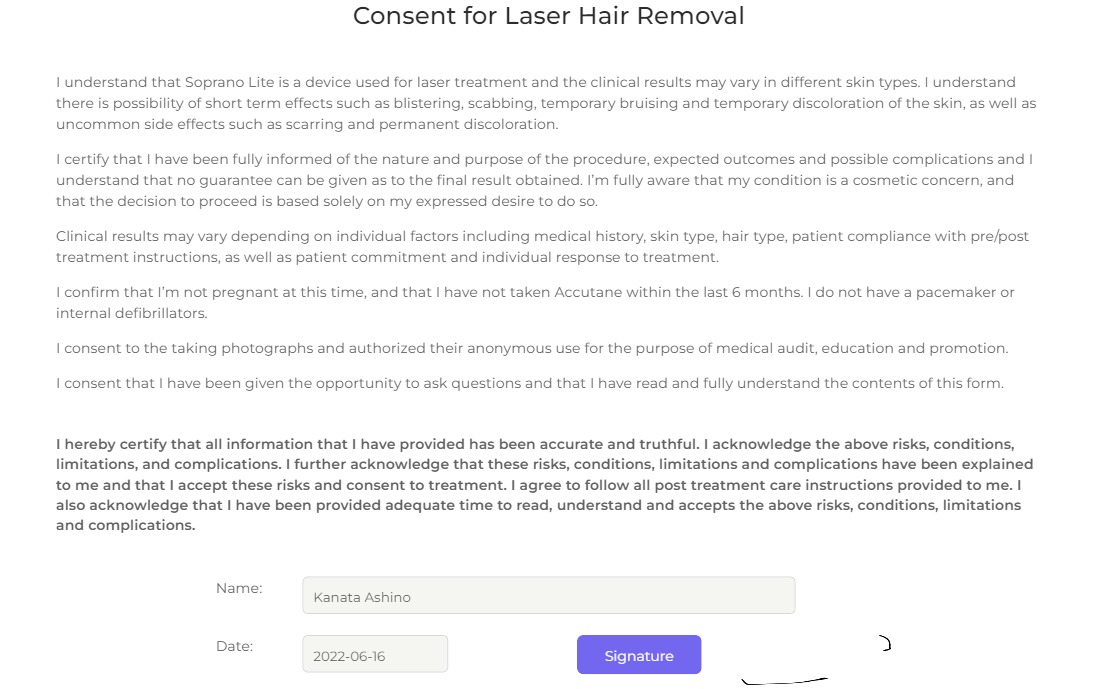 Consent for Laser Hair Removal
I understand that Soprano Lite is a device used for laser treatment and the clinical results may vary in different skin types. I understand
there is possibility of short term effects such as blistering, scabbing, temporary bruising and temporary discoloration of the skin, as well as
uncommon side effects such as scarring and permanent discoloration.
I certify that I have been fully informed of the nature and purpose of the procedure, expected outcomes and possible complications and I
understand that no guarantee can be given as to the final result obtained. I’m fully aware that my condition is a cosmetic concern, and
that the decision to proceed is based solely on my expressed desire to do so.
Clinical results may vary depending on individual factors including medical history, skin type, hair type, patient compliance with pre/post
treatment instructions, as well as patient commitment and individual response to treatment.
I confirm that I’m not pregnant at this time, and that I have not taken Accutane within the last 6 months. I do not have a pacemaker or
internal defibrillators.
I consent to the taking photographs and authorized their anonymous use for the purpose of medical audit, education and promotion.
I consent that I have been given the opportunity to ask questions and that I have read and fully understand the contents of this form.
I hereby certify that all information that I have provided has been accurate and truthful. I acknowledge the above risks, conditions,
limitations, and complications. I further acknowledge that these risks, conditions, limitations and complications have been explained
to me and that I accept these risks and consent to treatment. I agree to follow all post treatment care instructions provided to me. I
also acknowledge that I have been provided adequate time to read, understand and accepts the above risks, conditions, limitations
and complications.
Name: Kanata Ashino
Date: 2022-06-16 Signature